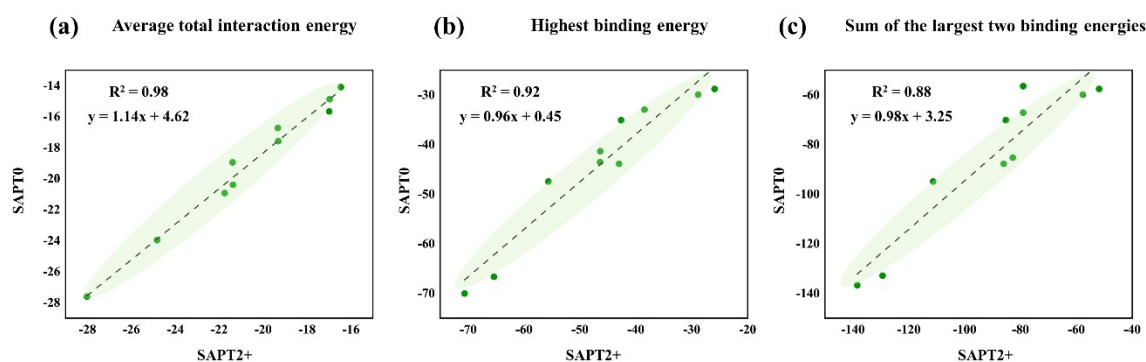 (a) Average total interaction energy
R² = 0.98
y = 1.14x + 4.62
SAPT0
-14
-16
-18
-20
-22
-24
-26
-28
-28 -26 -24 -22 -20 -18 -16 -14
SAPT2+
(b) Highest binding energy
R² = 0.92
y = 0.96x + 0.45
SAPT0
-30
-40
-50
-60
-70
-70 -60 -50 -40 -30 -20
SAPT2+
(c) Sum of the largest two binding energies
R² = 0.88
y = 0.98x + 3.25
SAPT0
-60
-80
-100
-120
-140
-140 -120 -100 -80 -60 -40
SAPT2+